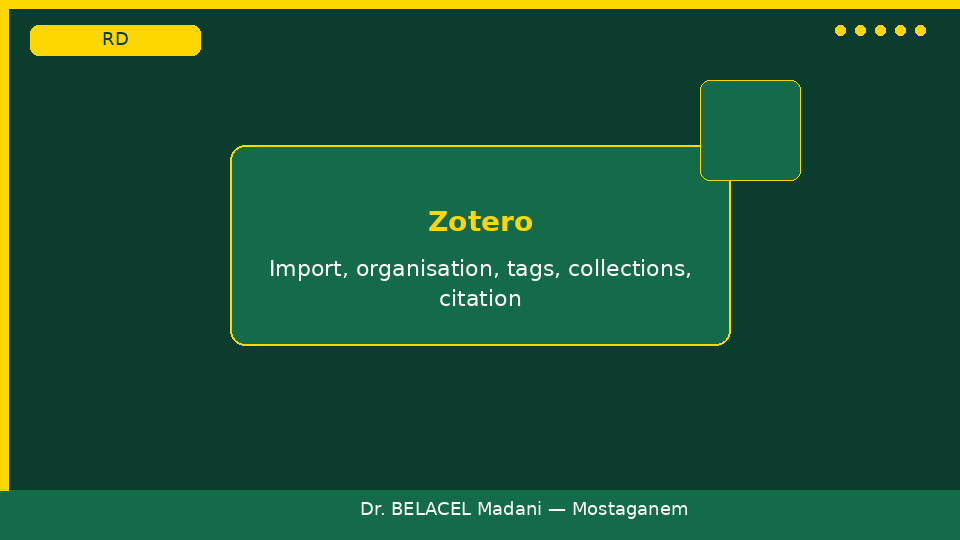 RD
Zotero
Import, organisation, tags, collections,
citation
Dr. BELACEL Madani — Mostaganem